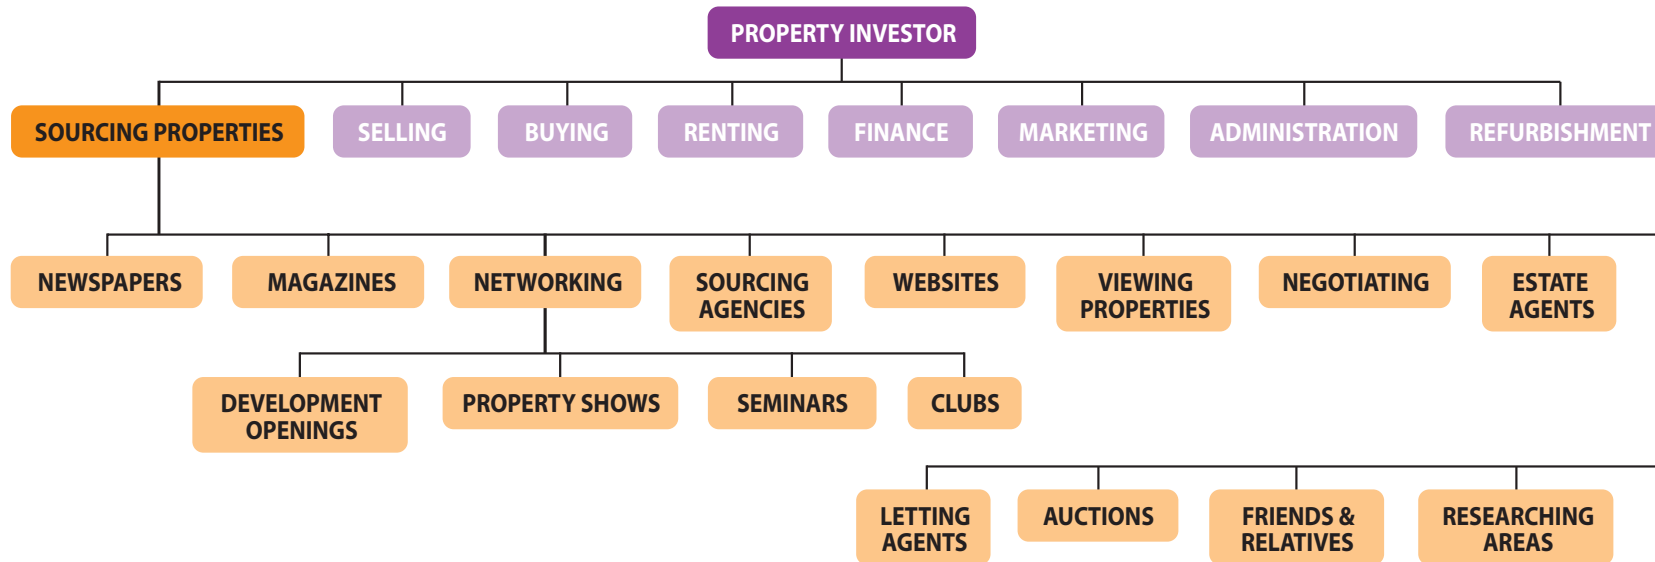 PROPERTY INVESTOR
SOURCING PROPERTIES
SELLING
BUYING
RENTING
FINANCE
MARKETING
ADMINISTRATION
REFURBISHMENT
NEWSPAPERS
MAGAZINES
NETWORKING
SOURCING
AGENCIES
WEBSITES
VIEWING
PROPERTIES
NEGOTIATING
ESTATE
AGENTS
DEVELOPMENT
OPENINGS
PROPERTY SHOWS
SEMINARS
CLUBS
LETTING
AGENTS
AUCTIONS
FRIENDS &
RELATIVES
RESEARCHING
AREAS